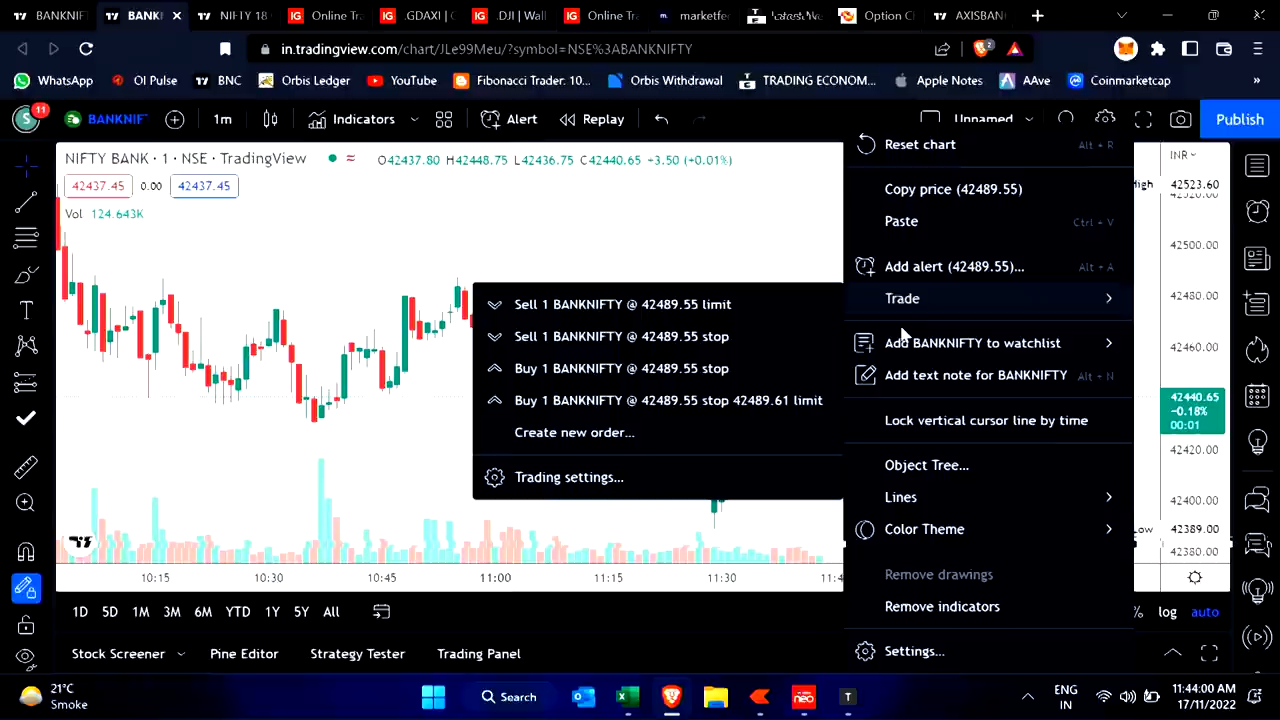 BANKNIF
BANK
NIFTY 18
Online Tr
.GDAXI | G
.DJI | Wall
Online Tr
marketfe
Option C
AXISBAN
in.tradingview.com/chart/JLe99Meu/?symbol=NSE%3ABANKNIFTY
2
WhatsApp
OI Pulse
BNC
Orbis Ledger
YouTube
Fibonacci Trader: 10...
Orbis Withdrawal
TRADING ECONOM...
Apple Notes
AAve
Coinmarketcap
»
S
11
BANKNIF
1m
Indicators
Alert
Replay
Unnamed
Publish
NIFTY BANK · 1 · NSE · TradingView
O42437.80 H42448.75 L42436.75 C42440.65 +3.50 (+0.01%)
42437.45
0.00
42437.45
Vol 124.643K
Reset chart Alt + R
Copy price (42489.55)
Paste Ctrl + V
Add alert (42489.55)... Alt + A
Trade
Add BANKNIFTY to watchlist
Add text note for BANKNIFTY Alt + N
Lock vertical cursor line by time
Object Tree...
Lines
Color Theme
Remove drawings
Remove indicators
Settings...
Sell 1 BANKNIFTY @ 42489.55 limit
Sell 1 BANKNIFTY @ 42489.55 stop
Buy 1 BANKNIFTY @ 42489.55 stop
Buy 1 BANKNIFTY @ 42489.55 stop 42489.61 limit
Create new order...
Trading settings...
INR
High 42523.60
42500.00
42480.00
42460.00
42440.65
−0.18%
00:01
42420.00
42400.00
Low 42389.00
42380.00
10:15
10:30
10:45
11:00
11:15
11:30
11:4
1D 5D 1M 3M 6M YTD 1Y 5Y All
% log auto
Stock Screener
Pine Editor
Strategy Tester
Trading Panel
21°C
Smoke
Search
neo
T
ENG
IN
11:44:00 AM
17/11/2022